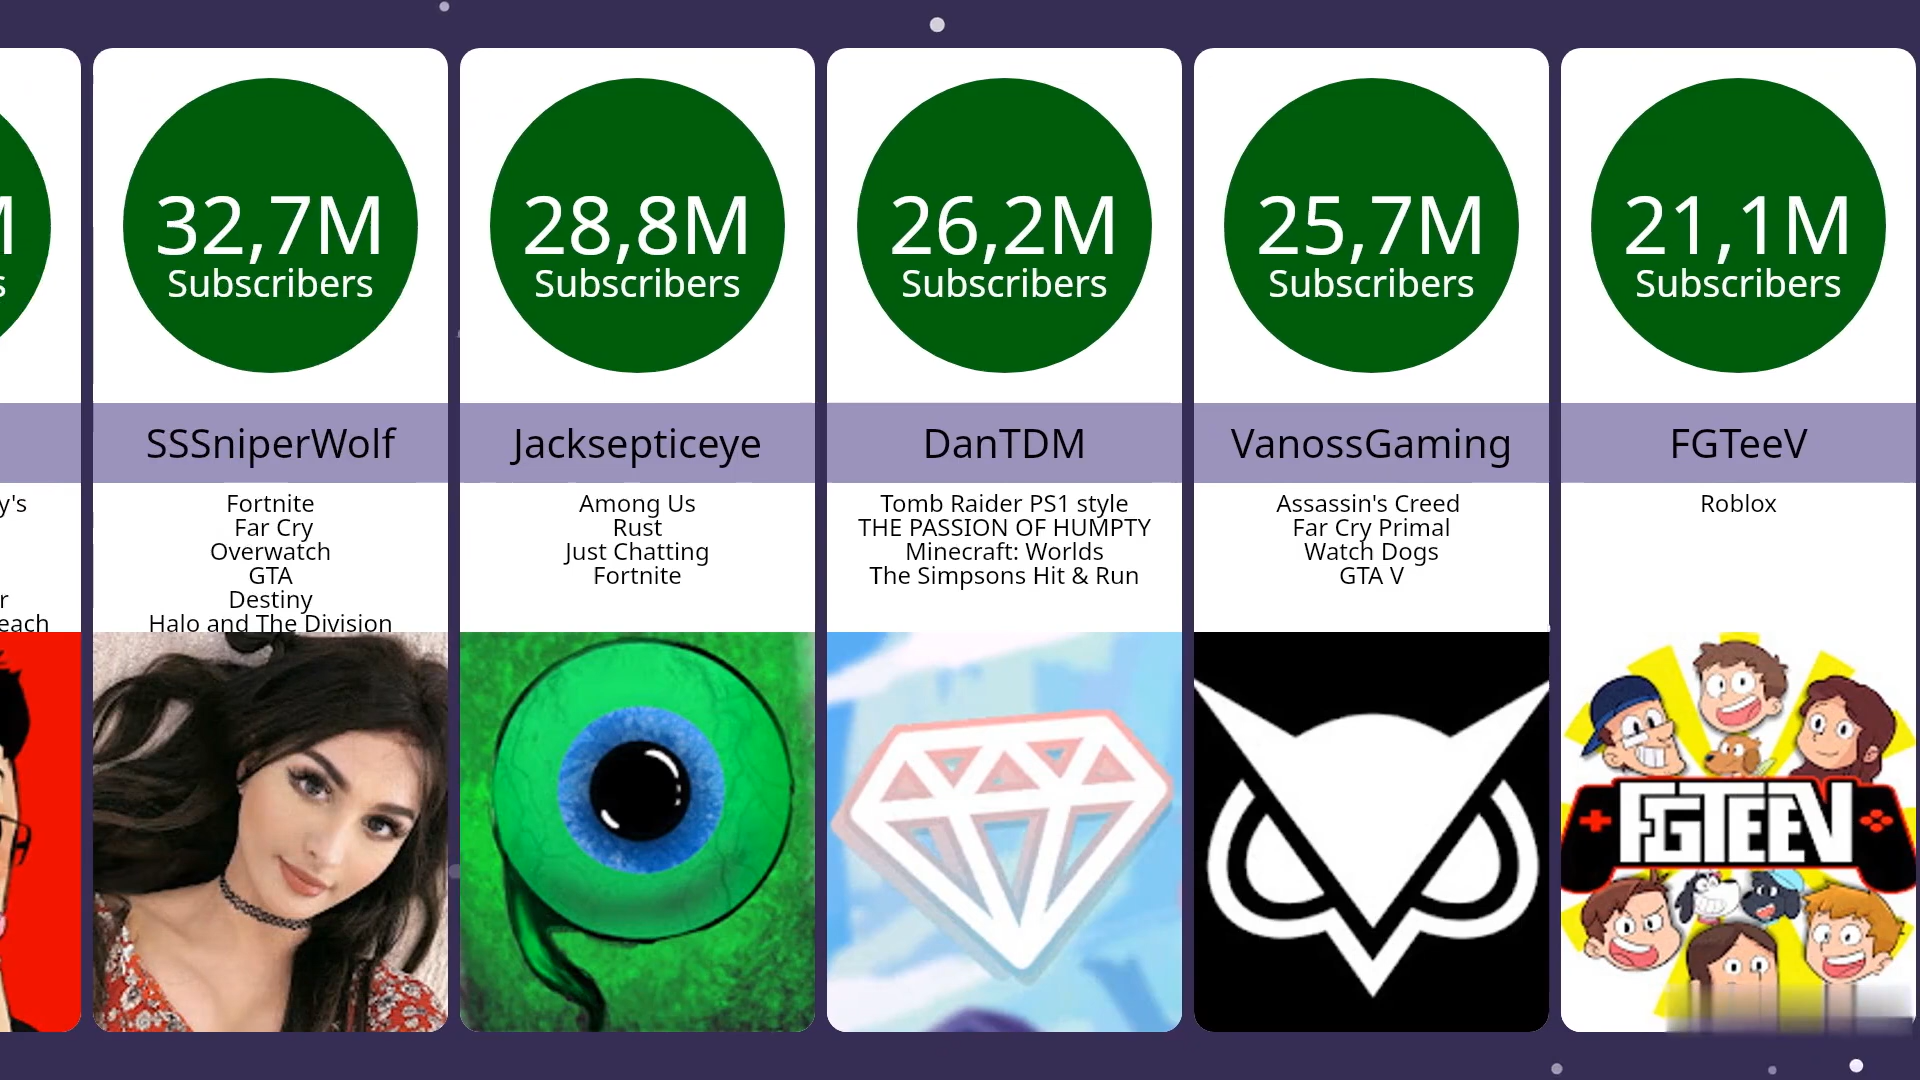 M
s
y's
r
each
32,7M
Subscribers
SSSniperWolf
Fortnite
Far Cry
Overwatch
GTA
Destiny
Halo and The Division
28,8M
Subscribers
Jacksepticeye
Among Us
Rust
Just Chatting
Fortnite
26,2M
Subscribers
DanTDM
Tomb Raider PS1 style
THE PASSION OF HUMPTY
Minecraft: Worlds
The Simpsons Hit & Run
25,7M
Subscribers
VanossGaming
Assassin's Creed
Far Cry Primal
Watch Dogs
GTA V
21,1M
Subscribers
FGTeeV
Roblox
FGTEEV